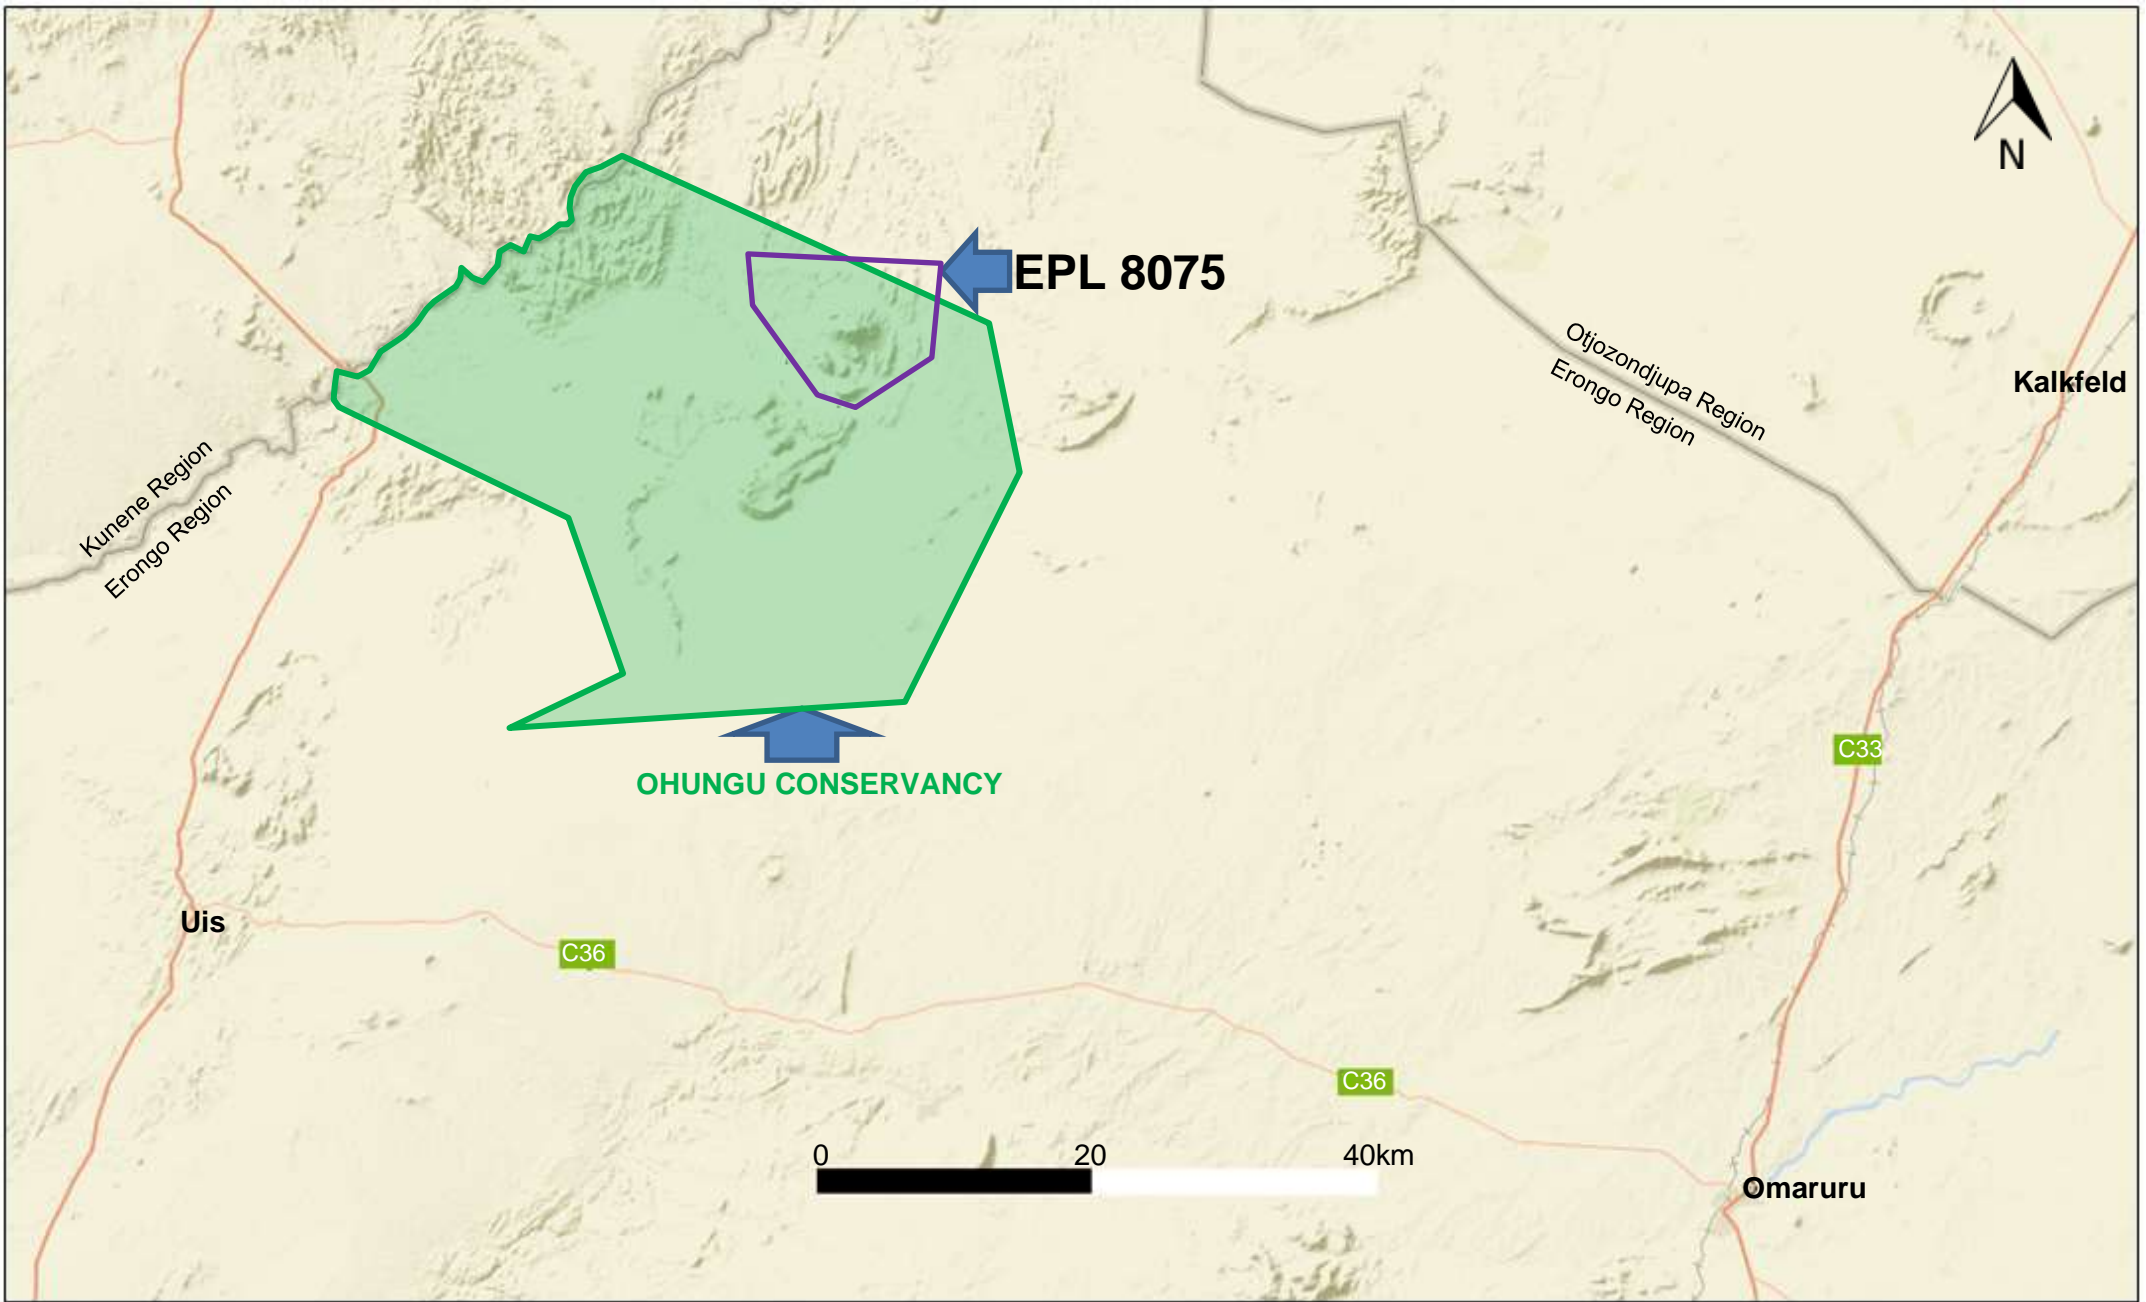 N
EPL 8075
Otjozondjupa Region
Erongo Region
Kalkfeld
Kunene Region
Erongo Region
C33
OHUNGU CONSERVANCY
Uis
C36
C36
0 20 40km
Omaruru